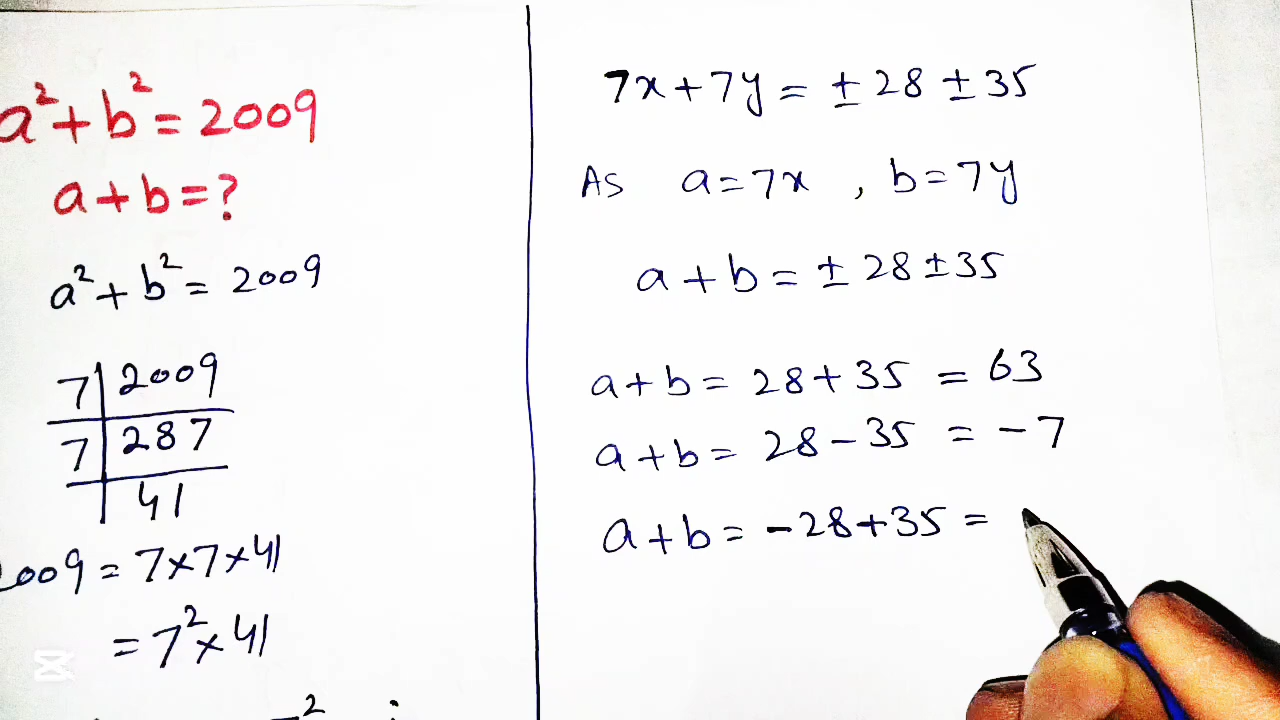 a² + b² = 2009
a + b = ?
a² + b² = 2009
7 | 2009
7 | 287
41
2009 = 7 × 7 × 41
= 7² × 41
7x + 7y = ± 28 ± 35
As a = 7x , b = 7y
a + b = ± 28 ± 35
a + b = 28 + 35 = 63
a + b = 28 - 35 = - 7
a + b = - 28 + 35 =